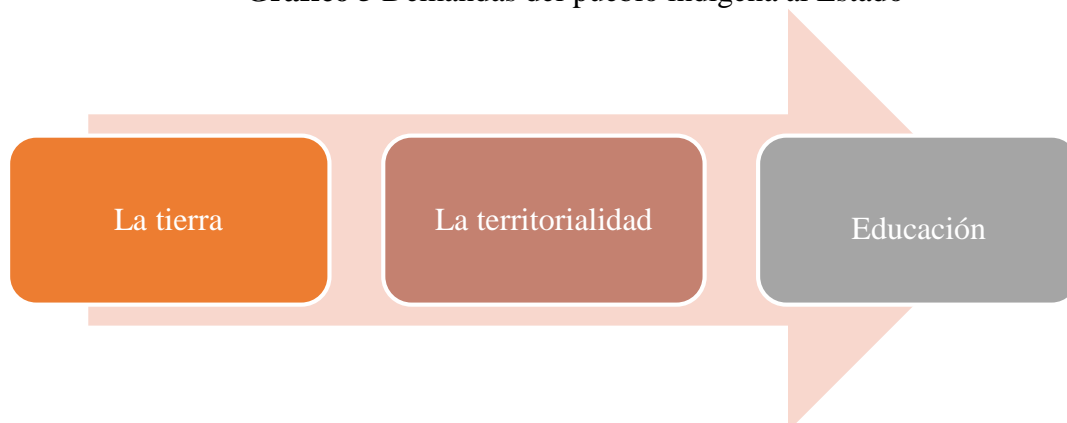 Gráfico 3 Demandas del pueblo indígena al Estado
La tierra
La territorialidad
Educación